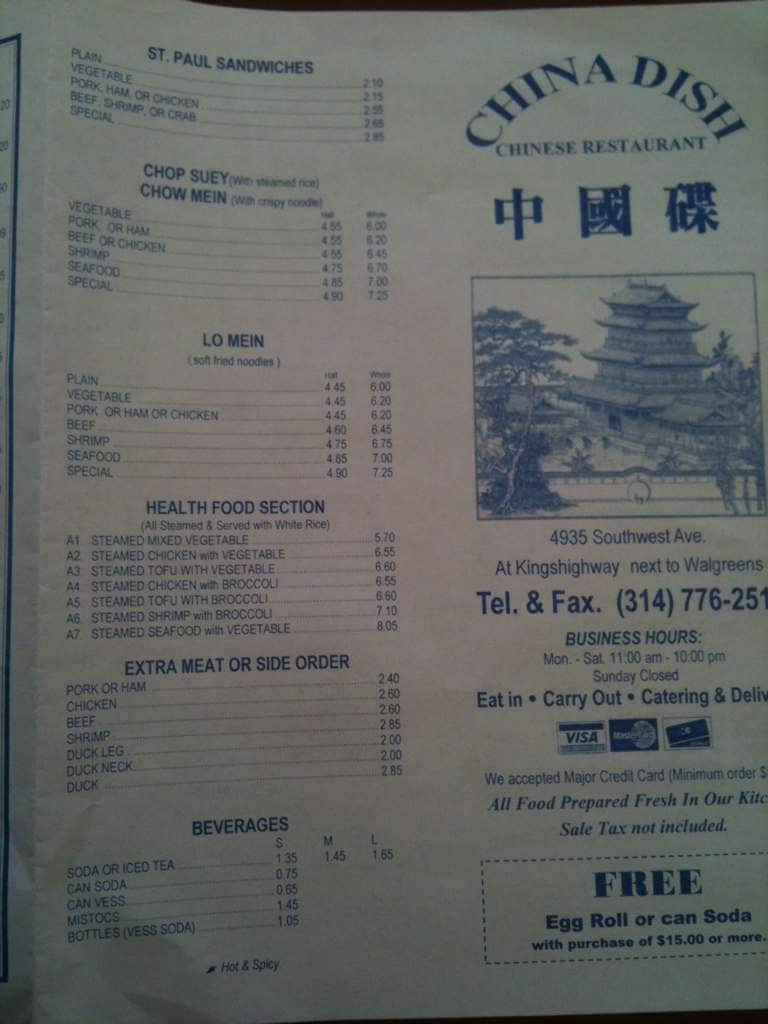 ST. PAUL SANDWICHES
PLAIN 2.10
VEGETABLE 2.15
PORK, HAM, OR CHICKEN 2.55
BEEF, SHRIMP, OR CRAB 2.65
SPECIAL 2.85
CHOP SUEY (With steamed rice)
CHOW MEIN (With crispy noodle)
Half Whole
VEGETABLE 4.55 6.00
PORK, OR HAM 4.55 6.20
BEEF OR CHICKEN 4.55 6.45
SHRIMP 4.75 6.70
SEAFOOD 4.85 7.00
SPECIAL 4.90 7.25
LO MEIN
(soft fried noodles)
Half Whole
PLAIN 4.45 6.00
VEGETABLE 4.45 6.20
PORK OR HAM OR CHICKEN 4.45 6.20
BEEF 4.60 6.45
SHRIMP 4.75 6.75
SEAFOOD 4.85 7.00
SPECIAL 4.90 7.25
HEALTH FOOD SECTION
(All Steamed & Served with White Rice)
A1 STEAMED MIXED VEGETABLE 5.70
A2 STEAMED CHICKEN with VEGETABLE 6.55
A3 STEAMED TOFU WITH VEGETABLE 6.60
A4 STEAMED CHICKEN with BROCCOLI 6.55
A5 STEAMED TOFU WITH BROCCOLI 6.60
A6 STEAMED SHRIMP with BROCCOLI 7.10
A7 STEAMED SEAFOOD with VEGETABLE 8.05
EXTRA MEAT OR SIDE ORDER
PORK OR HAM 2.40
CHICKEN 2.60
BEEF 2.60
SHRIMP 2.85
DUCK LEG 2.00
DUCK NECK 2.00
DUCK 2.85
BEVERAGES
S M L
SODA OR ICED TEA 1.35 1.45 1.65
CAN SODA 0.75
CAN VESS 0.65
MISTOCS 1.45
BOTTLES (VESS SODA) 1.05
Hot & Spicy
CHINA DISH
CHINESE RESTAURANT
中國碟
4935 Southwest Ave.
At Kingshighway next to Walgreens
Tel. & Fax. (314) 776-251
BUSINESS HOURS:
Mon. - Sat. 11:00 am - 10:00 pm
Sunday Closed
Eat in • Carry Out • Catering & Deliv
VISA MasterCard
We accepted Major Credit Card (Minimum order $
All Food Prepared Fresh In Our Kitc
Sale Tax not included.
FREE
Egg Roll or can Soda
with purchase of $15.00 or more.